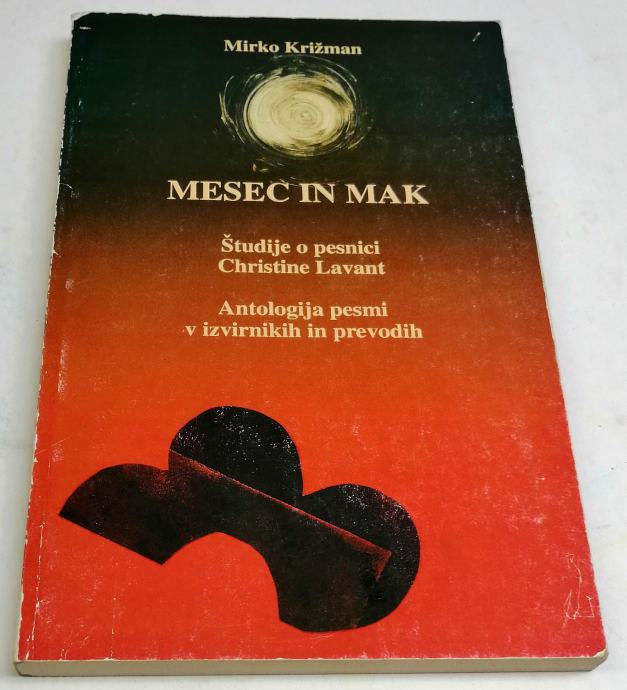 Mirko Križman
MESEC IN MAK
Študije o pesnici
Christine Lavant
Antologija pesmi
v izvirnikih in prevodih